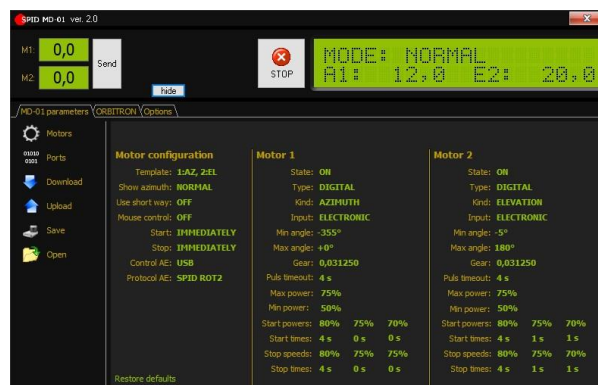 SPID MD-01 ver. 2.0
M1: 0,0
M2: 0,0
Send
hide
STOP
MODE: NORMAL
A1: 12,0 E2: 20,0
MD-01 parameters ORBITRON Options
Motors
01010
0101
Ports
Download
Upload
Save
Open
Motor configuration
Template: 1:AZ, 2:EL
Show azimuth: NORMAL
Use short way: OFF
Mouse control: OFF
Start: IMMEDIATELY
Stop: IMMEDIATELY
Control AE: USB
Protocol AE: SPID ROT2
Restore defaults
Motor 1
State: ON
Type: DIGITAL
Kind: AZIMUTH
Input: ELECTRONIC
Min angle: -355°
Max angle: +0°
Gear: 0,031250
Puls timeout: 4 s
Max power: 75%
Min power: 50%
Start powers: 80% 75% 70%
Start times: 4 s 0 s 0 s
Stop speeds: 80% 75% 75%
Stop times: 4 s 0 s 0 s
Motor 2
State: ON
Type: DIGITAL
Kind: ELEVATION
Input: ELECTRONIC
Min angle: -5°
Max angle: 180°
Gear: 0,031250
Puls timeout: 4 s
Max power: 75%
Min power: 50%
Start powers: 80% 75% 70%
Start times: 4 s 1 s 1 s
Stop speeds: 80% 75% 70%
Stop times: 4 s 1 s 1 s